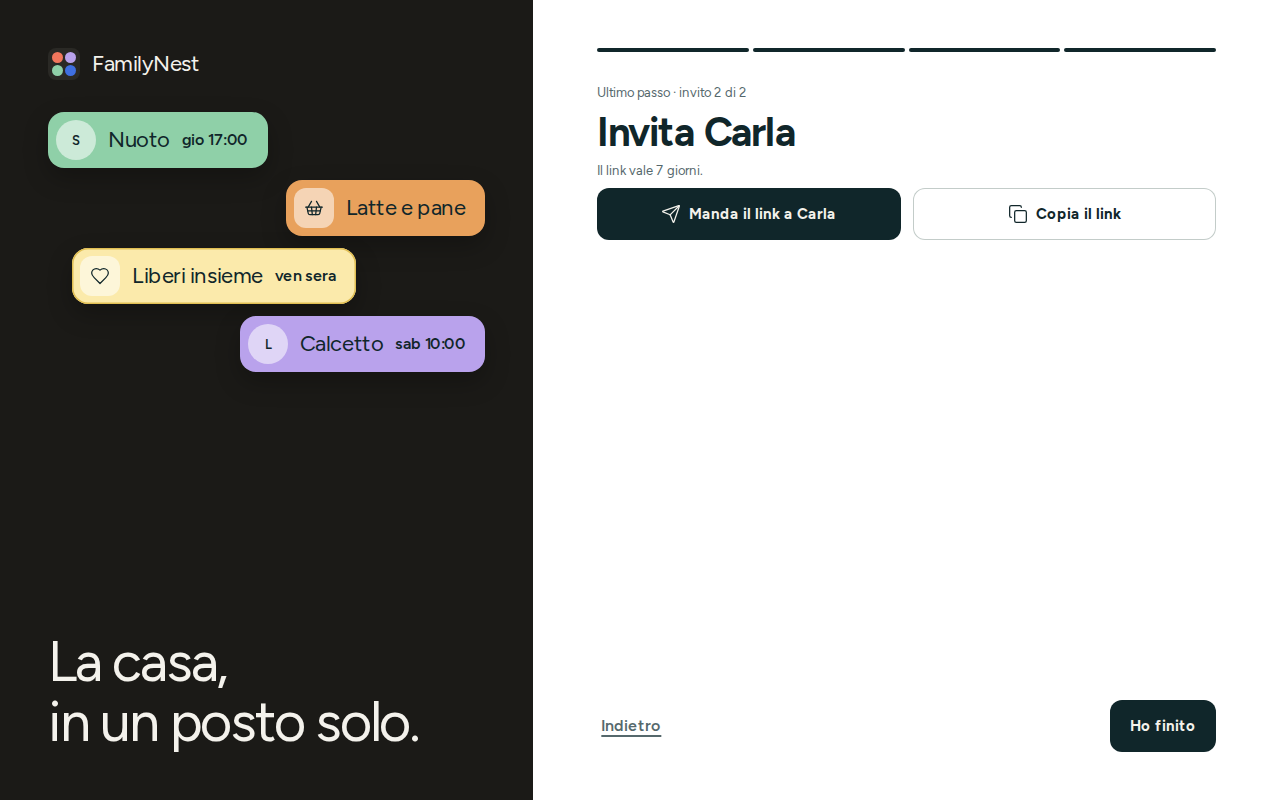 FamilyNest
S Nuoto gio 17:00
Latte e pane
Liberi insieme ven sera
L Calcetto sab 10:00
La casa,
in un posto solo.
Ultimo passo · invito 2 di 2
Invita Carla
Il link vale 7 giorni.
Manda il link a Carla
Copia il link
Indietro
Ho finito